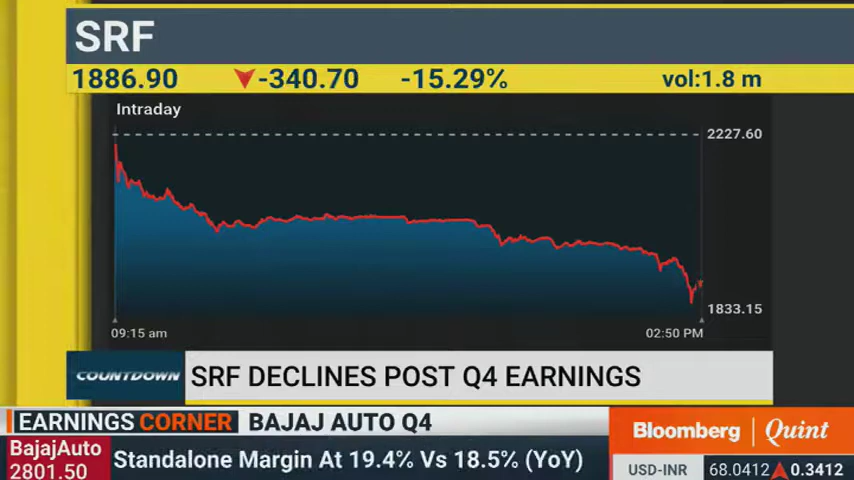 SRF
1886.90 -340.70 -15.29% vol:1.8 m
Intraday
2227.60
1833.15
09:15 am 02:50 PM
COUNTDOWN SRF DECLINES POST Q4 EARNINGS
EARNINGS CORNER BAJAJ AUTO Q4
BajajAuto
2801.50
Standalone Margin At 19.4% Vs 18.5% (YoY)
Bloomberg | Quint
USD-INR 68.0412 0.3412